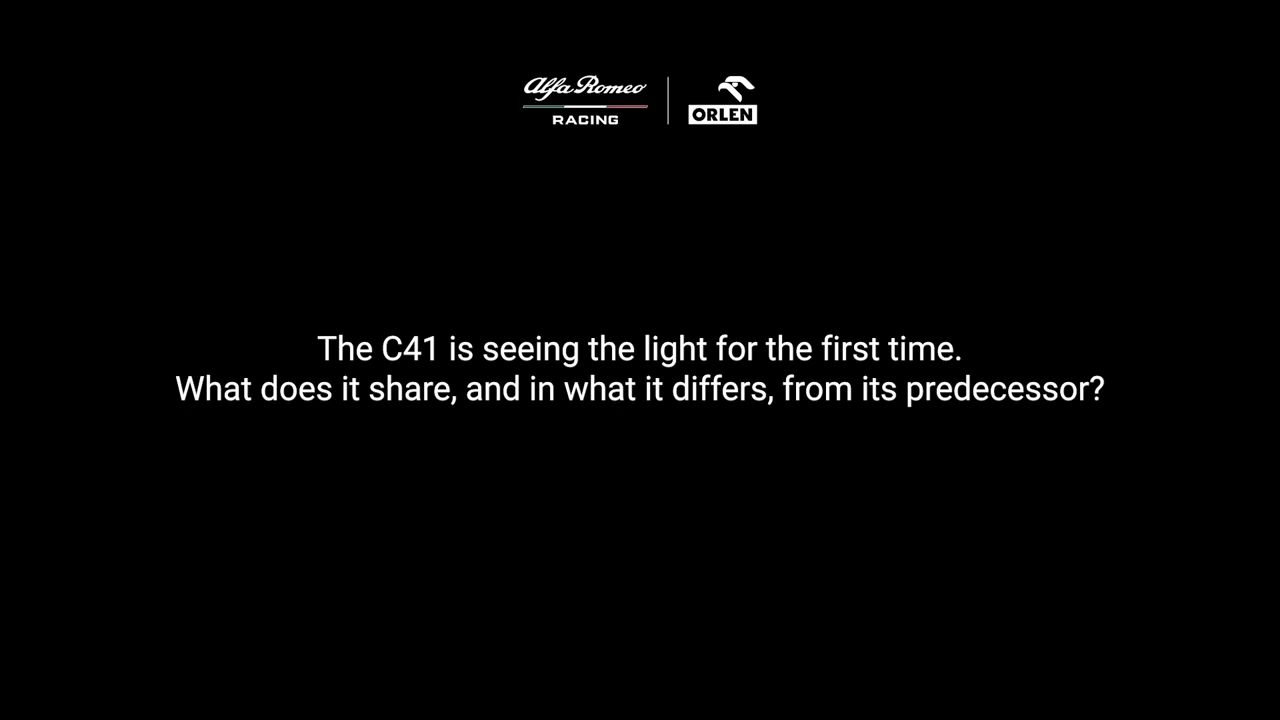 Alfa Romeo
RACING
ORLEN
The C41 is seeing the light for the first time.
What does it share, and in what it differs, from its predecessor?